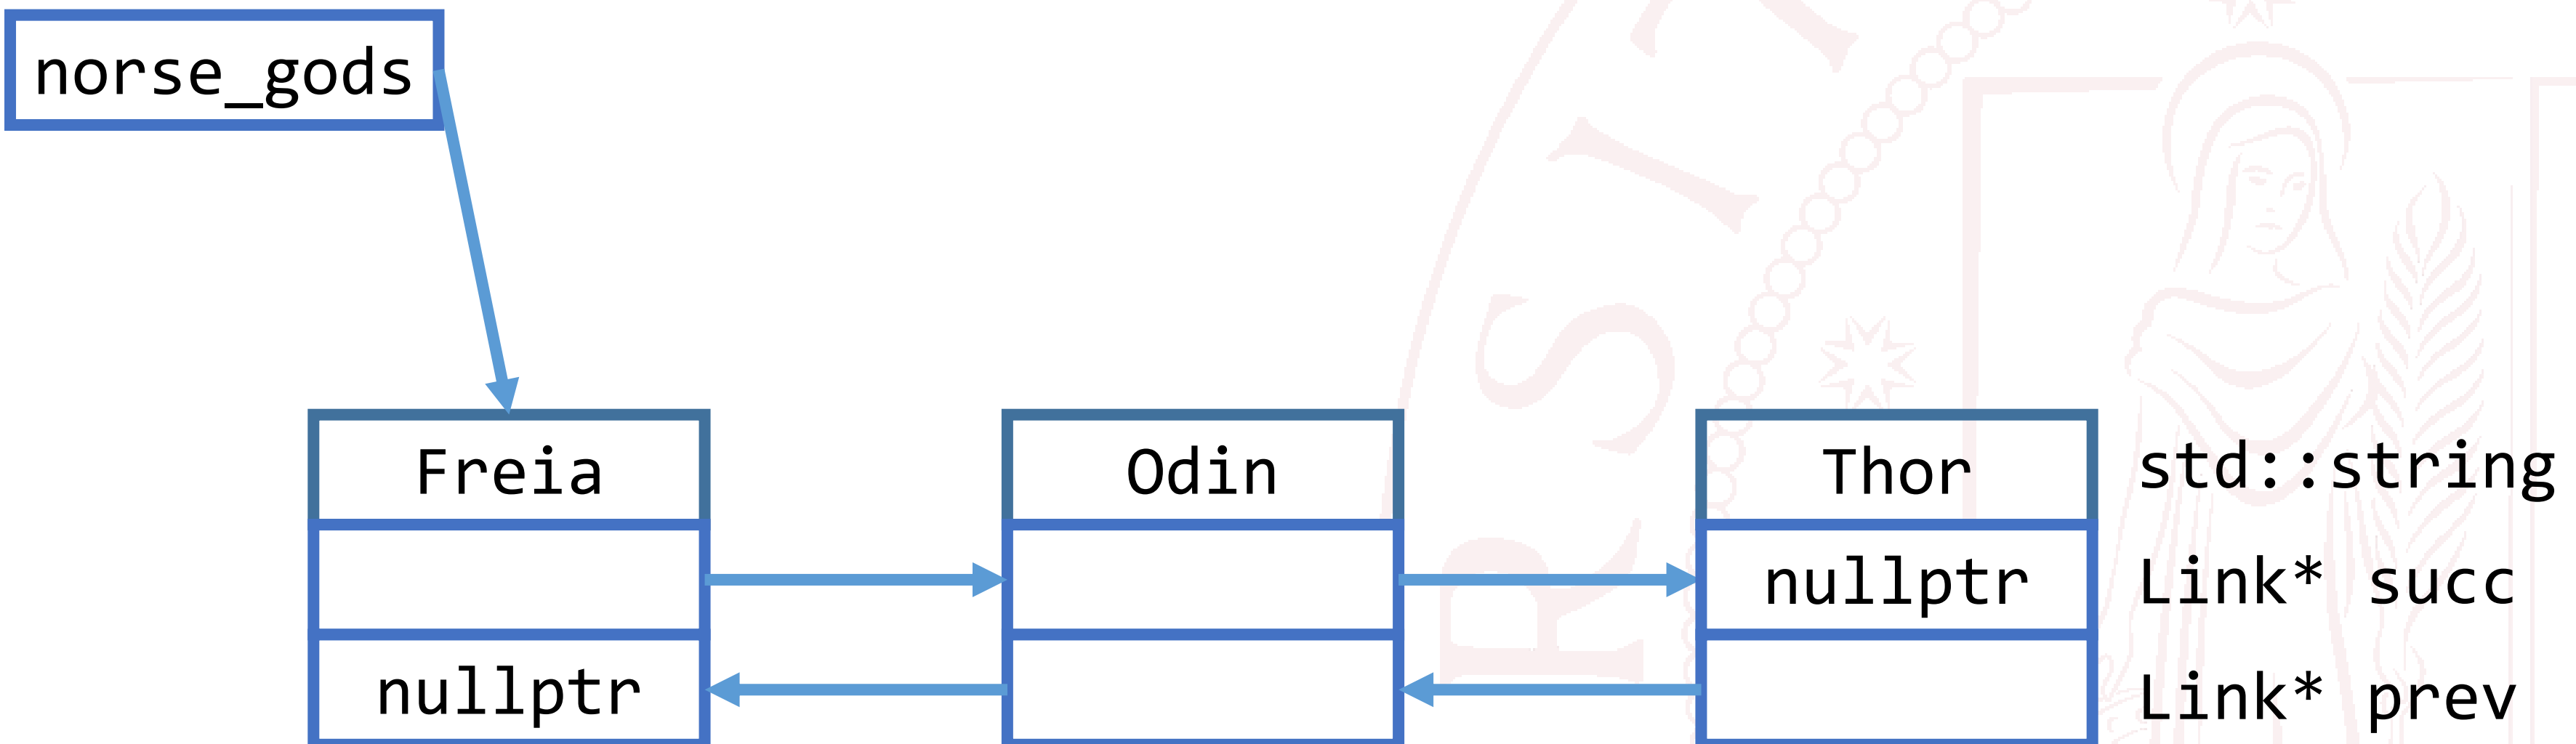 norse_gods
Freia Odin Thor std::string
nullptr Link* succ
nullptr Link* prev
R S I